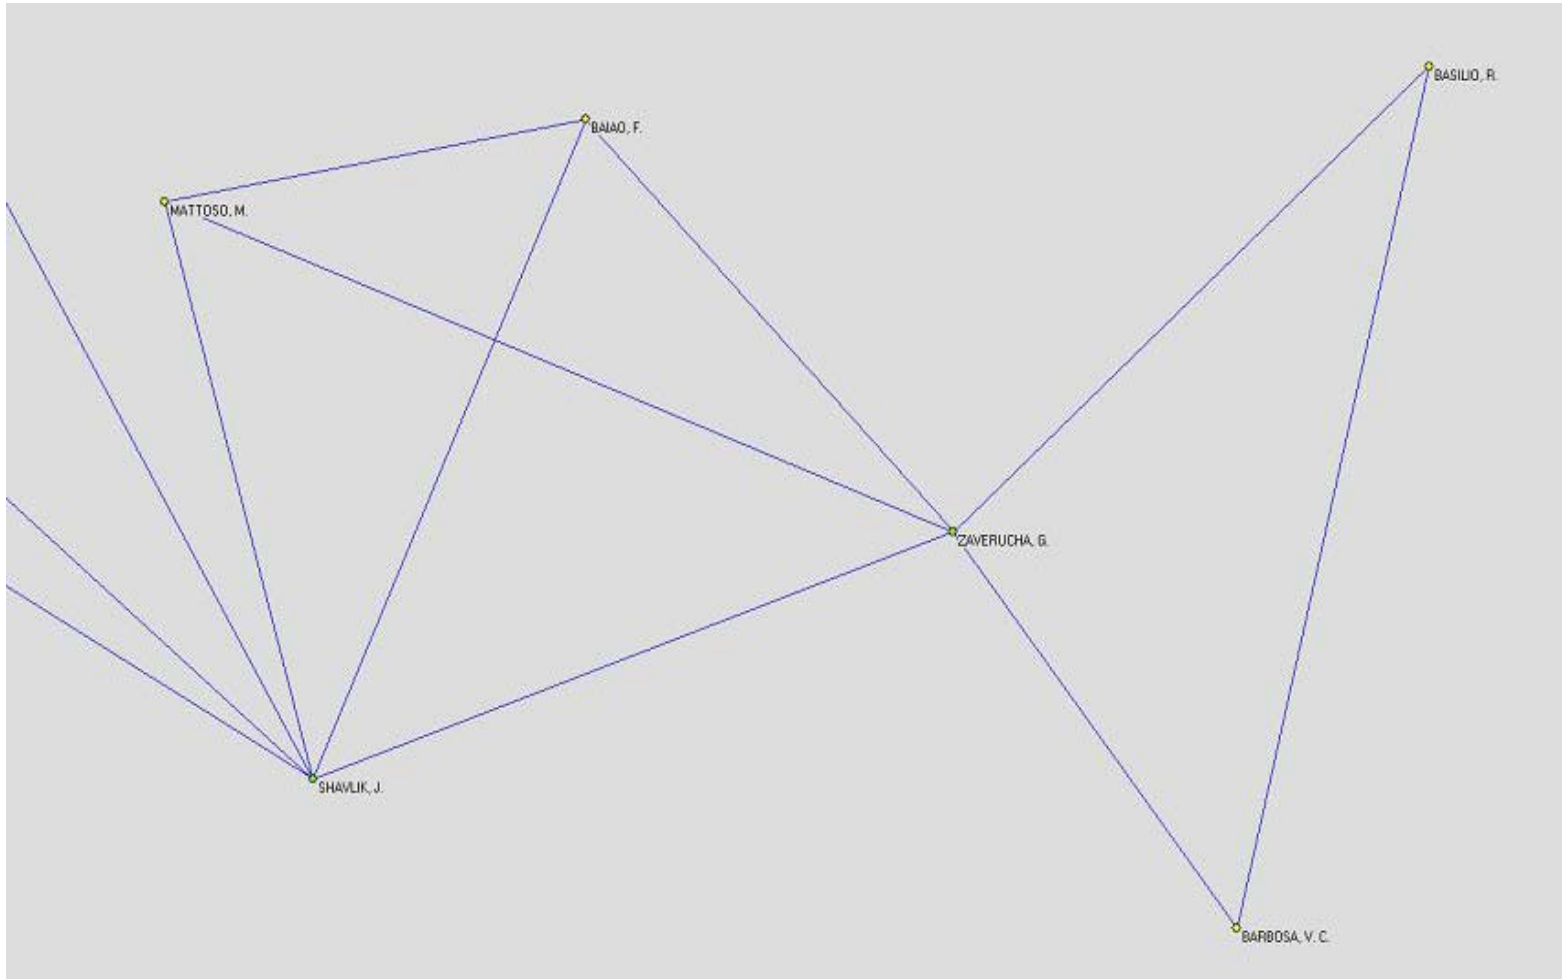 BASILIO, R.
BAIAO, F.
MATTOSO, M.
ZAVERUCHA, G.
SHAVLIK, J.
BARBOSA, V. C.